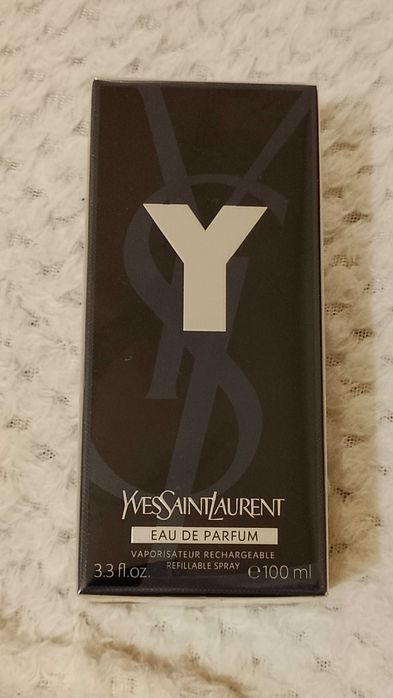 Y
YVESSAINTLAURENT
EAU DE PARFUM
VAPORISATEUR RECHARGEABLE
REFILLABLE SPRAY
3.3 fl.oz. ℮100 ml